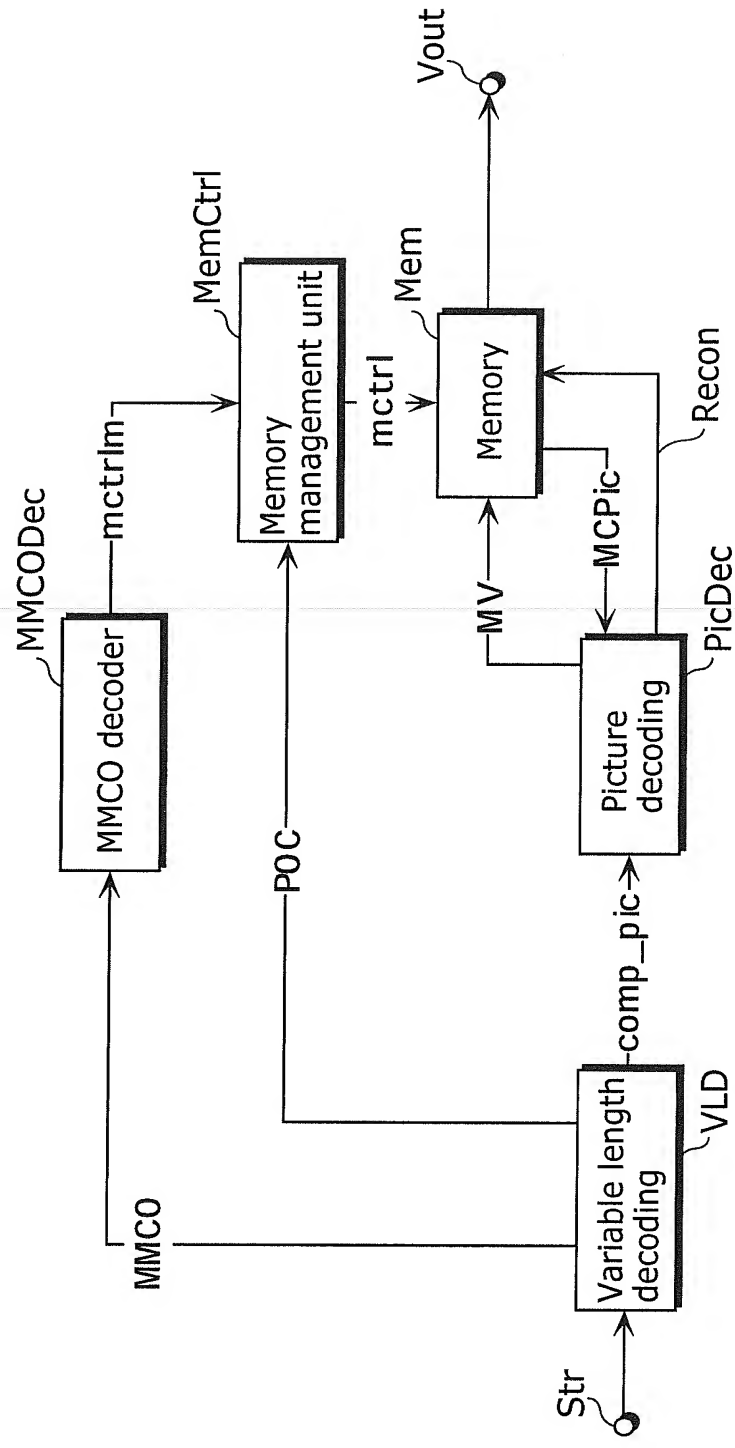 MMCODec
MMCO decoder
mctrlm
MemCtrl
Memory
management unit
mctrl
MMCO
POC
Mem
Memory
Vout
MV
MCPic
Recon
Str
Variable length
decoding
VLD
comp_pic
Picture
decoding
PicDec